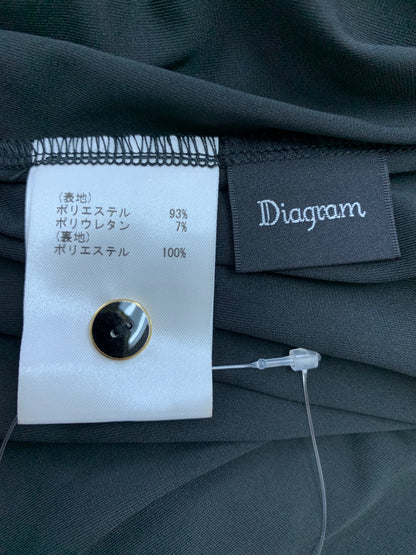 (表地)
ポリエステル 93%
ポリウレタン 7%
(裏地)
ポリエステル 100%
Diagram